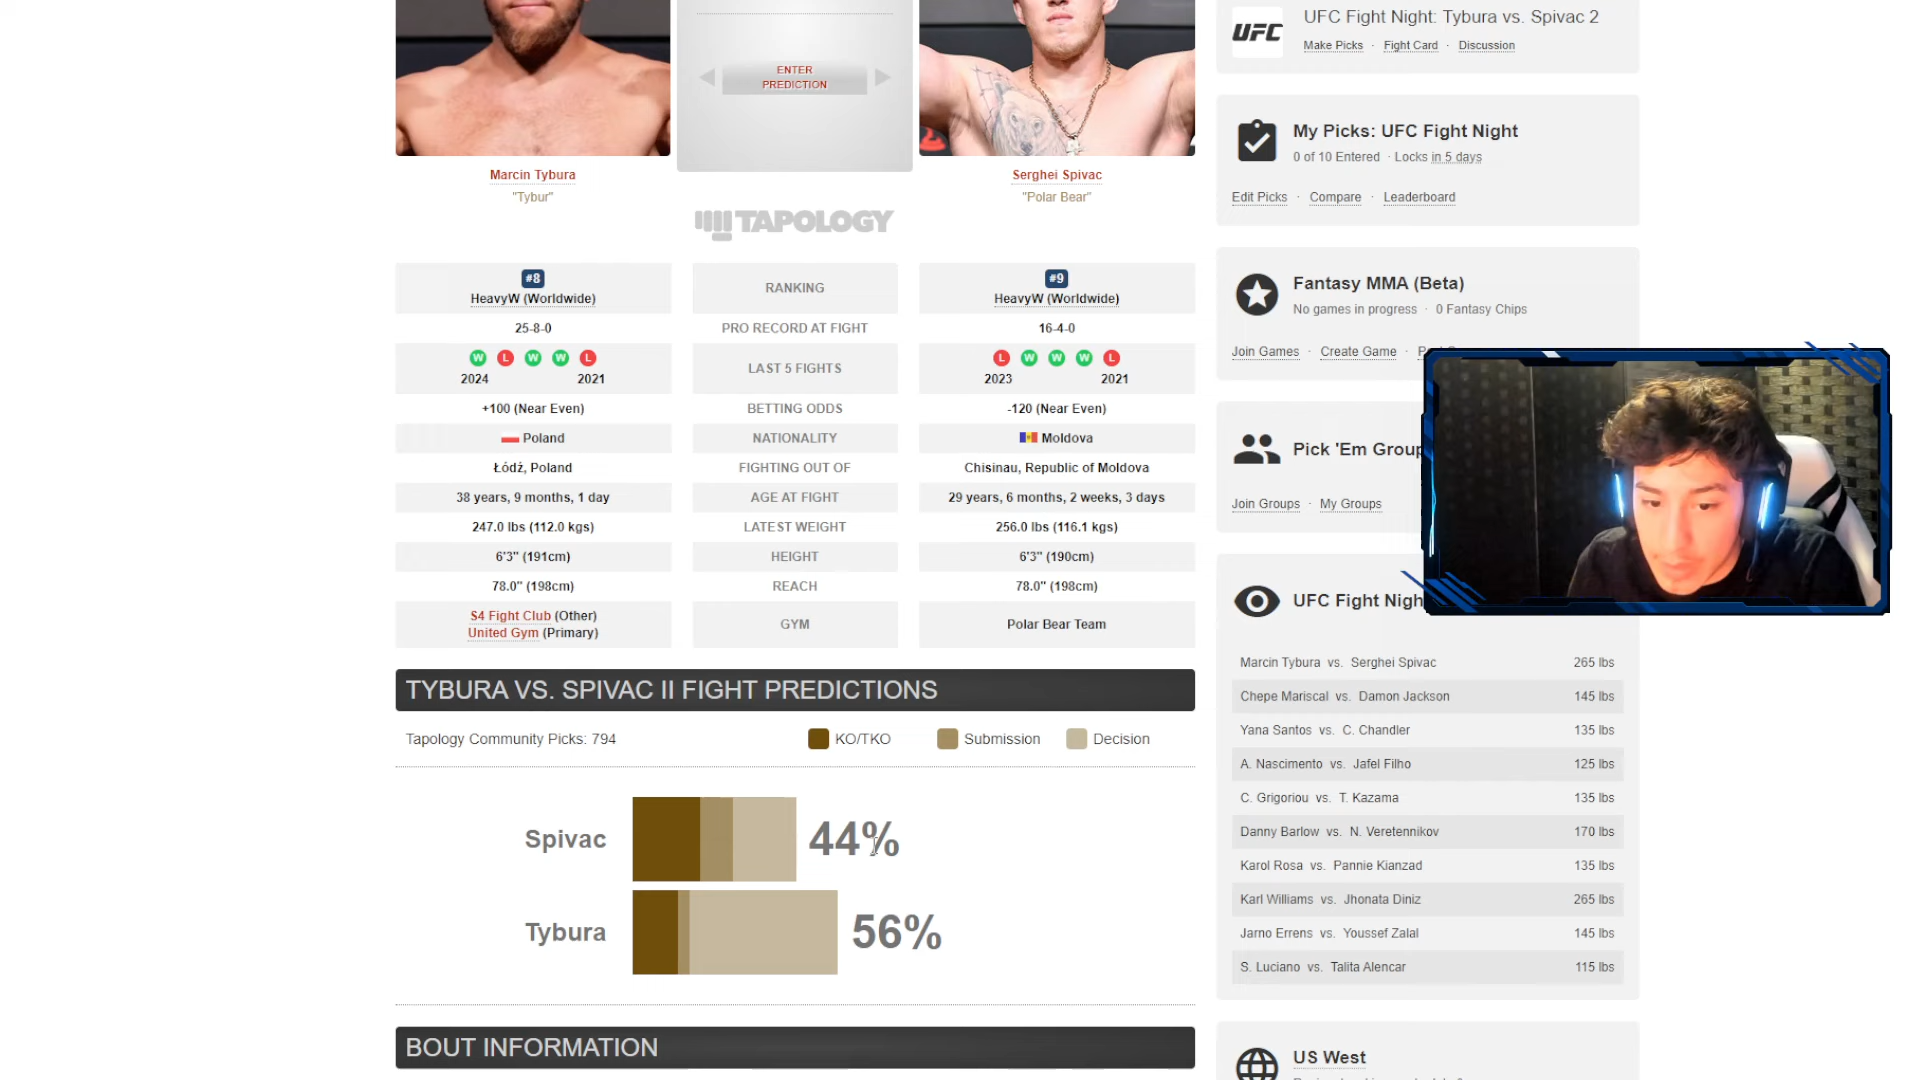 UFC
UFC Fight Night: Tybura vs. Spivac 2
Make Picks · Fight Card · Discussion
ENTER
PREDICTION
Marcin Tybura
"Tybur"
Serghei Spivac
"Polar Bear"
TAPOLOGY
#8
HeavyW (Worldwide)
RANKING
#9
HeavyW (Worldwide)
25-8-0
PRO RECORD AT FIGHT
16-4-0
W L W W L
2024 2021
LAST 5 FIGHTS
L W W W L
2023 2021
+100 (Near Even)
BETTING ODDS
-120 (Near Even)
Poland
NATIONALITY
Moldova
Łódź, Poland
FIGHTING OUT OF
Chisinau, Republic of Moldova
38 years, 9 months, 1 day
AGE AT FIGHT
29 years, 6 months, 2 weeks, 3 days
247.0 lbs (112.0 kgs)
LATEST WEIGHT
256.0 lbs (116.1 kgs)
6'3" (191cm)
HEIGHT
6'3" (190cm)
78.0" (198cm)
REACH
78.0" (198cm)
S4 Fight Club (Other)
United Gym (Primary)
GYM
Polar Bear Team
TYBURA VS. SPIVAC II FIGHT PREDICTIONS
Tapology Community Picks: 794
KO/TKO
Submission
Decision
Spivac
44%
Tybura
56%
BOUT INFORMATION
My Picks: UFC Fight Night
0 of 10 Entered · Locks in 5 days
Edit Picks · Compare · Leaderboard
Fantasy MMA (Beta)
No games in progress · 0 Fantasy Chips
Join Games · Create Game ·
Pick 'Em Group
Join Groups · My Groups
UFC Fight Nigh
Marcin Tybura vs. Serghei Spivac 265 lbs
Chepe Mariscal vs. Damon Jackson 145 lbs
Yana Santos vs. C. Chandler 135 lbs
A. Nascimento vs. Jafel Filho 125 lbs
C. Grigoriou vs. T. Kazama 135 lbs
Danny Barlow vs. N. Veretennikov 170 lbs
Karol Rosa vs. Pannie Kianzad 135 lbs
Karl Williams vs. Jhonata Diniz 265 lbs
Jarno Errens vs. Youssef Zalal 145 lbs
S. Luciano vs. Talita Alencar 115 lbs
US West